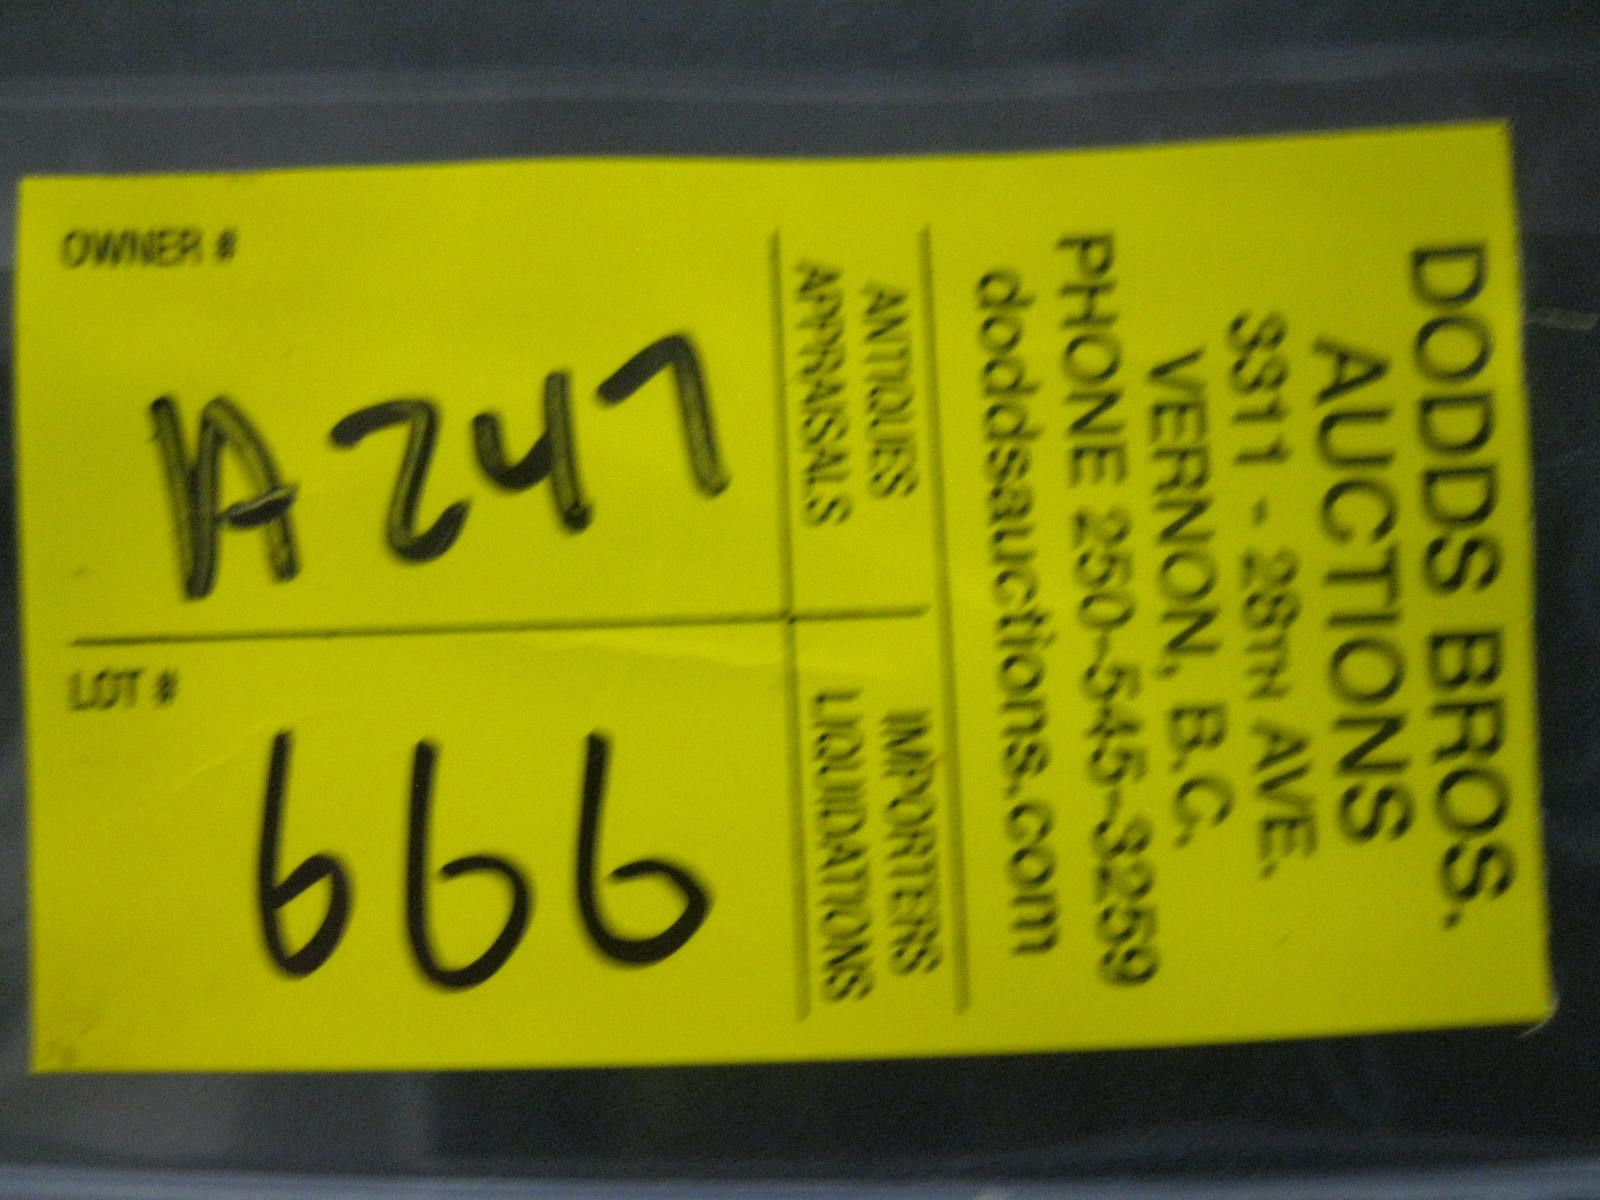 DODDS BROS.
AUCTIONS
3311 - 28TH AVE.
VERNON, B.C.
PHONE 250-545-3259
doddsauctions.com
ANTIQUES
APPRAISALS
IMPORTERS
LIQUIDATIONS
OWNER #
A247
LOT #
666